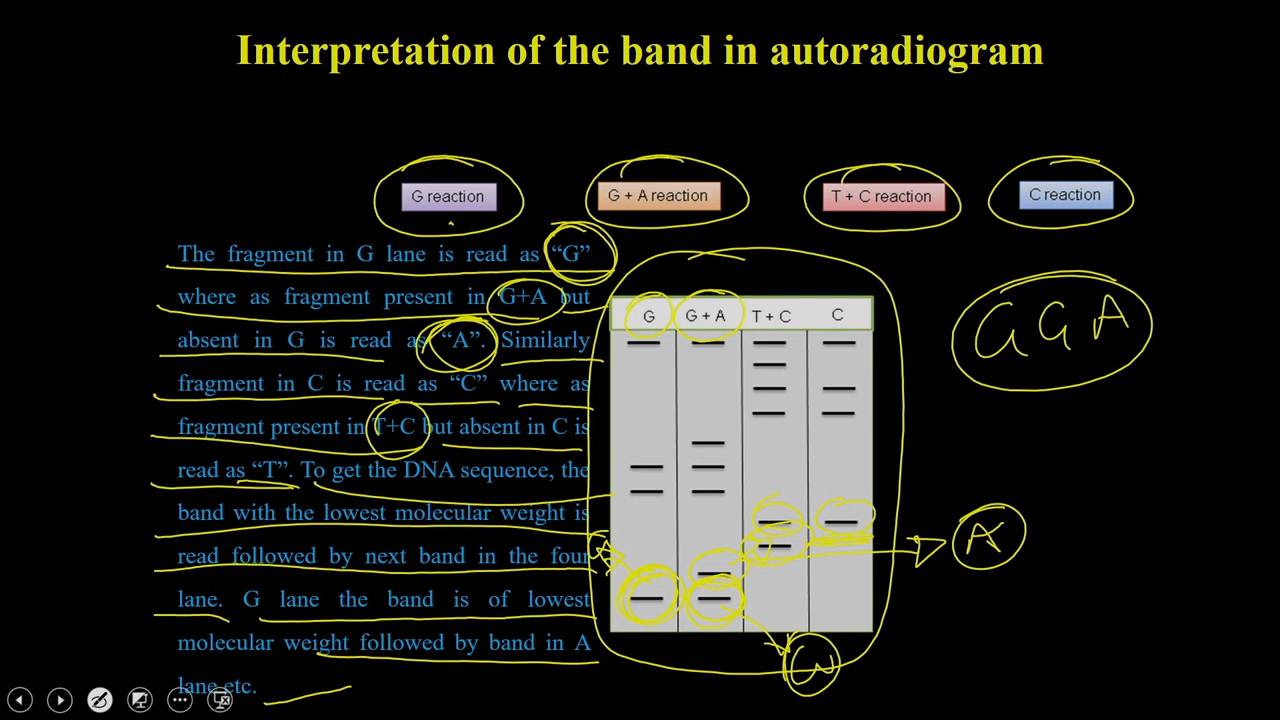 Interpretation of the band in autoradiogram
G reaction
G + A reaction
T + C reaction
C reaction
The fragment in G lane is read as “G”
where as fragment present in G+A but
absent in G is read as “A”. Similarly
fragment in C is read as “C” where as
fragment present in T+C but absent in C is
read as “T”. To get the DNA sequence, the
band with the lowest molecular weight is
read followed by next band in the four
lane. G lane the band is of lowest
molecular weight followed by band in A
lane etc.
G
G + A
T + C
C
G G A
A